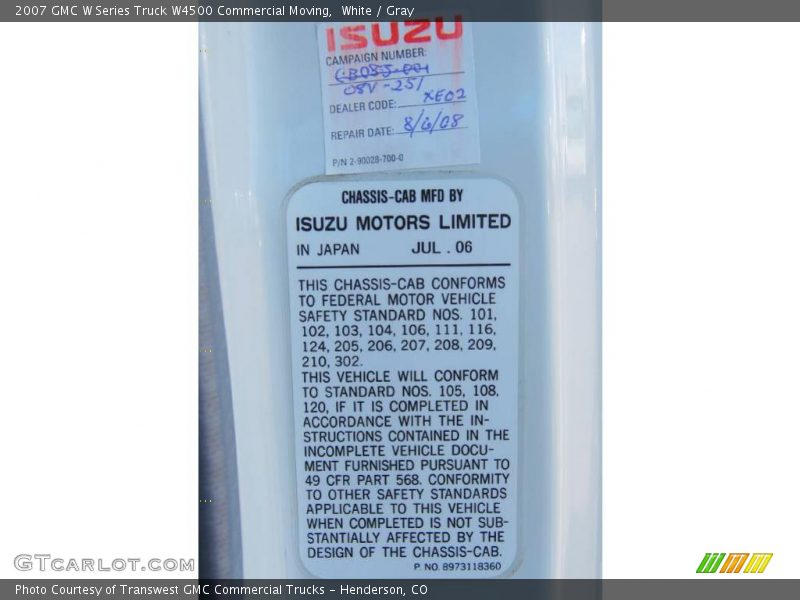 2007 GMC W Series Truck W4500 Commercial Moving, White / Gray
ISUZU
CAMPAIGN NUMBER:
CB08J-001
08V-251
DEALER CODE: XE02
REPAIR DATE: 8/6/08
P/N 2-90028-700-0
CHASSIS-CAB MFD BY
ISUZU MOTORS LIMITED
IN JAPAN JUL . 06
THIS CHASSIS-CAB CONFORMS
TO FEDERAL MOTOR VEHICLE
SAFETY STANDARD NOS. 101,
102, 103, 104, 106, 111, 116,
124, 205, 206, 207, 208, 209,
210, 302.
THIS VEHICLE WILL CONFORM
TO STANDARD NOS. 105, 108,
120, IF IT IS COMPLETED IN
ACCORDANCE WITH THE IN-
STRUCTIONS CONTAINED IN THE
INCOMPLETE VEHICLE DOCU-
MENT FURNISHED PURSUANT TO
49 CFR PART 568. CONFORMITY
TO OTHER SAFETY STANDARDS
APPLICABLE TO THIS VEHICLE
WHEN COMPLETED IS NOT SUB-
STANTIALLY AFFECTED BY THE
DESIGN OF THE CHASSIS-CAB.
P. NO. 8973118360
GTCARLOT.COM
Photo Courtesy of Transwest GMC Commercial Trucks - Henderson, CO